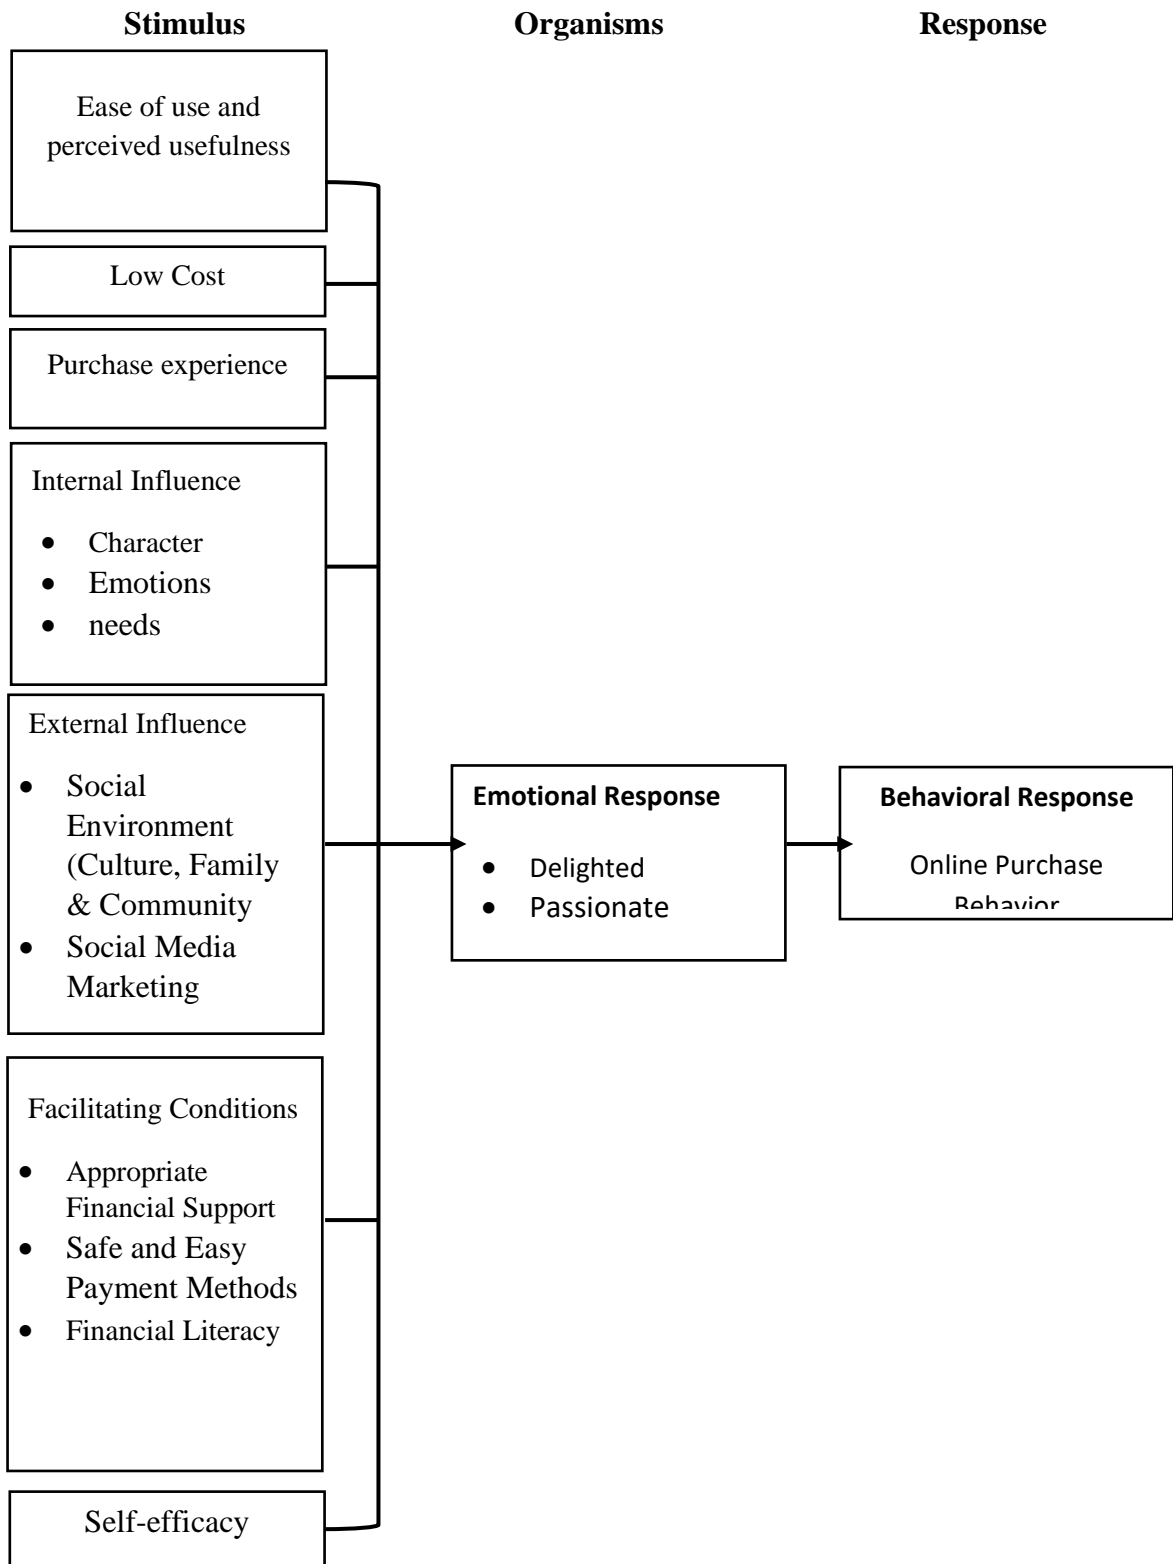 Stimulus
Organisms
Response
Ease of use and
perceived usefulness
Low Cost
Purchase experience
Internal Influence
• Character
• Emotions
• needs
External Influence
• Social
Environment
(Culture, Family
& Community
• Social Media
Marketing
Facilitating Conditions
• Appropriate
Financial Support
• Safe and Easy
Payment Methods
• Financial Literacy
Self-efficacy
Emotional Response
• Delighted
• Passionate
Behavioral Response
Online Purchase
Behavior